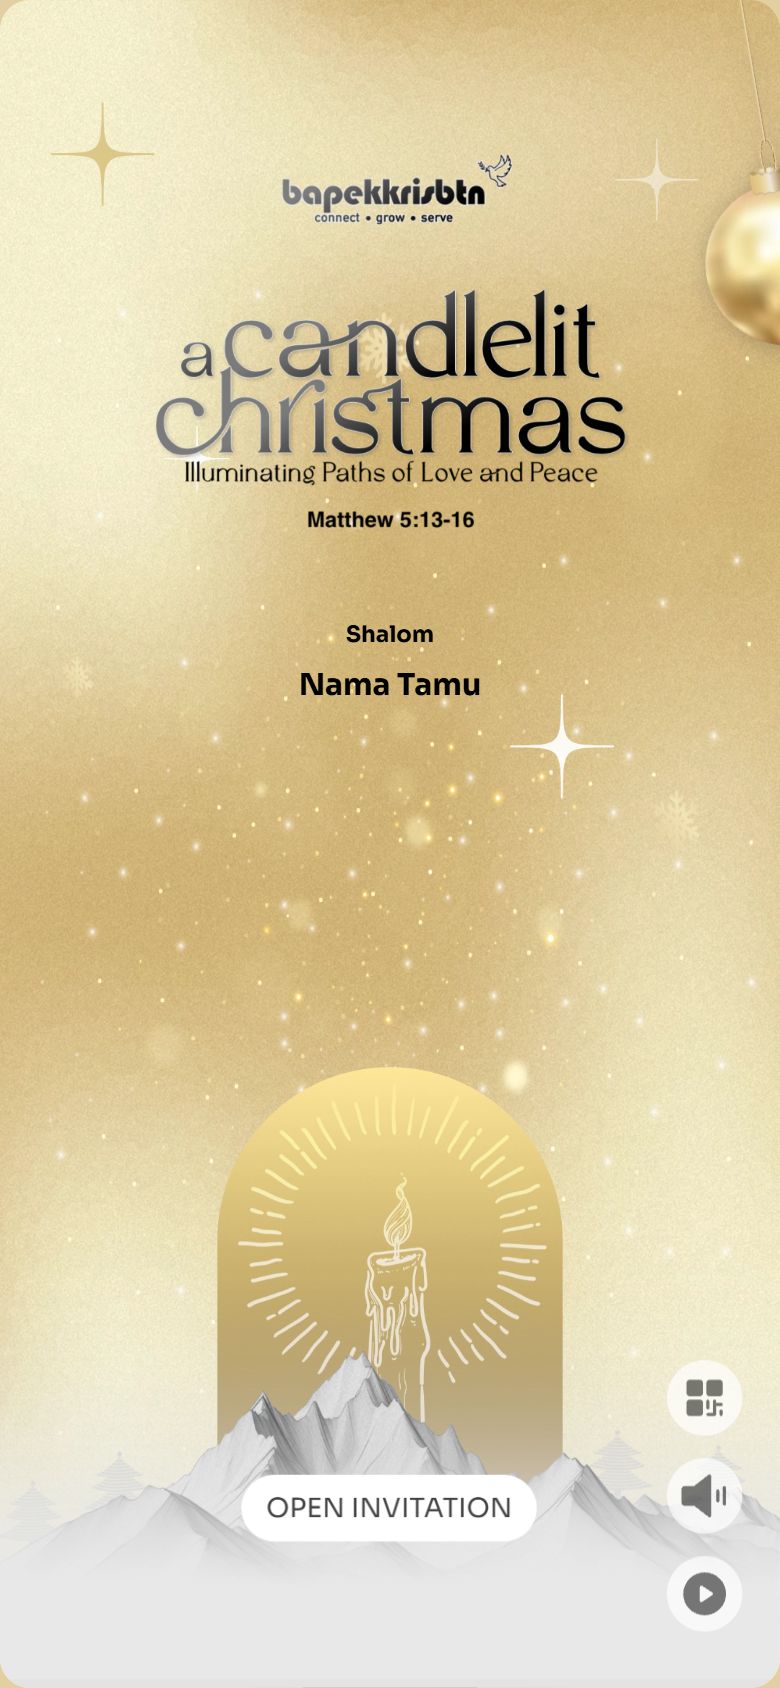 bapekkrisbtn
connect • grow • serve
a candlelit
christmas
Illuminating Paths of Love and Peace
Matthew 5:13-16
Shalom
Nama Tamu
OPEN INVITATION